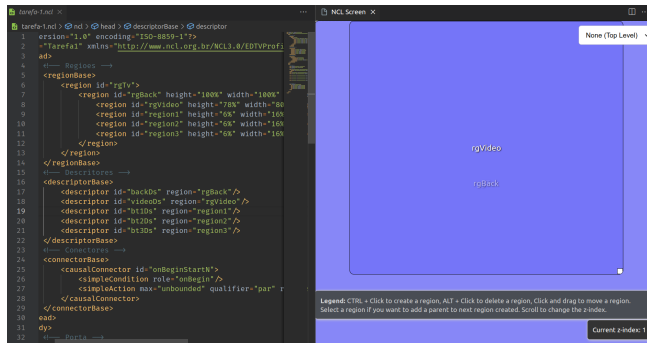 tarefa-1.ncl ×
tarefa-1.ncl > ncl > head > descriptorBase > descriptor
1 ersion="1.0" encoding="ISO-8859-1"?>
2 ="Tarefa1" xmlns="http://www.ncl.org.br/NCL3.0/EDTVProfi
3 ad>
4 <!-- Regioes -->
5 <regionBase>
6 <region id="rgTv">
7 <region id="rgBack" height="100%" width="100%"
8 <region id="rgVideo" height="78%" width="80
9 <region id="region1" height="6%" width="16%
10 <region id="region2" height="6%" width="16%
11 <region id="region3" height="6%" width="16%
12 </region>
13 </region>
14 </regionBase>
15 <!-- Descritores -->
16 <descriptorBase>
17 <descriptor id="backDs" region="rgBack"/>
18 <descriptor id="videoDs" region="rgVideo"/>
19 <descriptor id="bt1Ds" region="region1"/>
20 <descriptor id="bt2Ds" region="region2"/>
21 <descriptor id="bt3Ds" region="region3"/>
22 </descriptorBase>
23 <!-- Conectores -->
24 <connectorBase>
25 <causalConnector id="onBeginStartN">
26 <simpleCondition role="onBegin"/>
27 <simpleAction max="unbounded" qualifier="par" r
28 </causalConnector>
29 </connectorBase>
30 ead>
31 dy>
32 <!-- Porta -->
NCL Screen ×
None (Top Level)
rgVideo
rgBack
Legend: CTRL + Click to create a region, ALT + Click to delete a region, Click and drag to move a region.
Select a region if you want to add a parent to next region created. Scroll to change the z-index.
Current z-index: 1